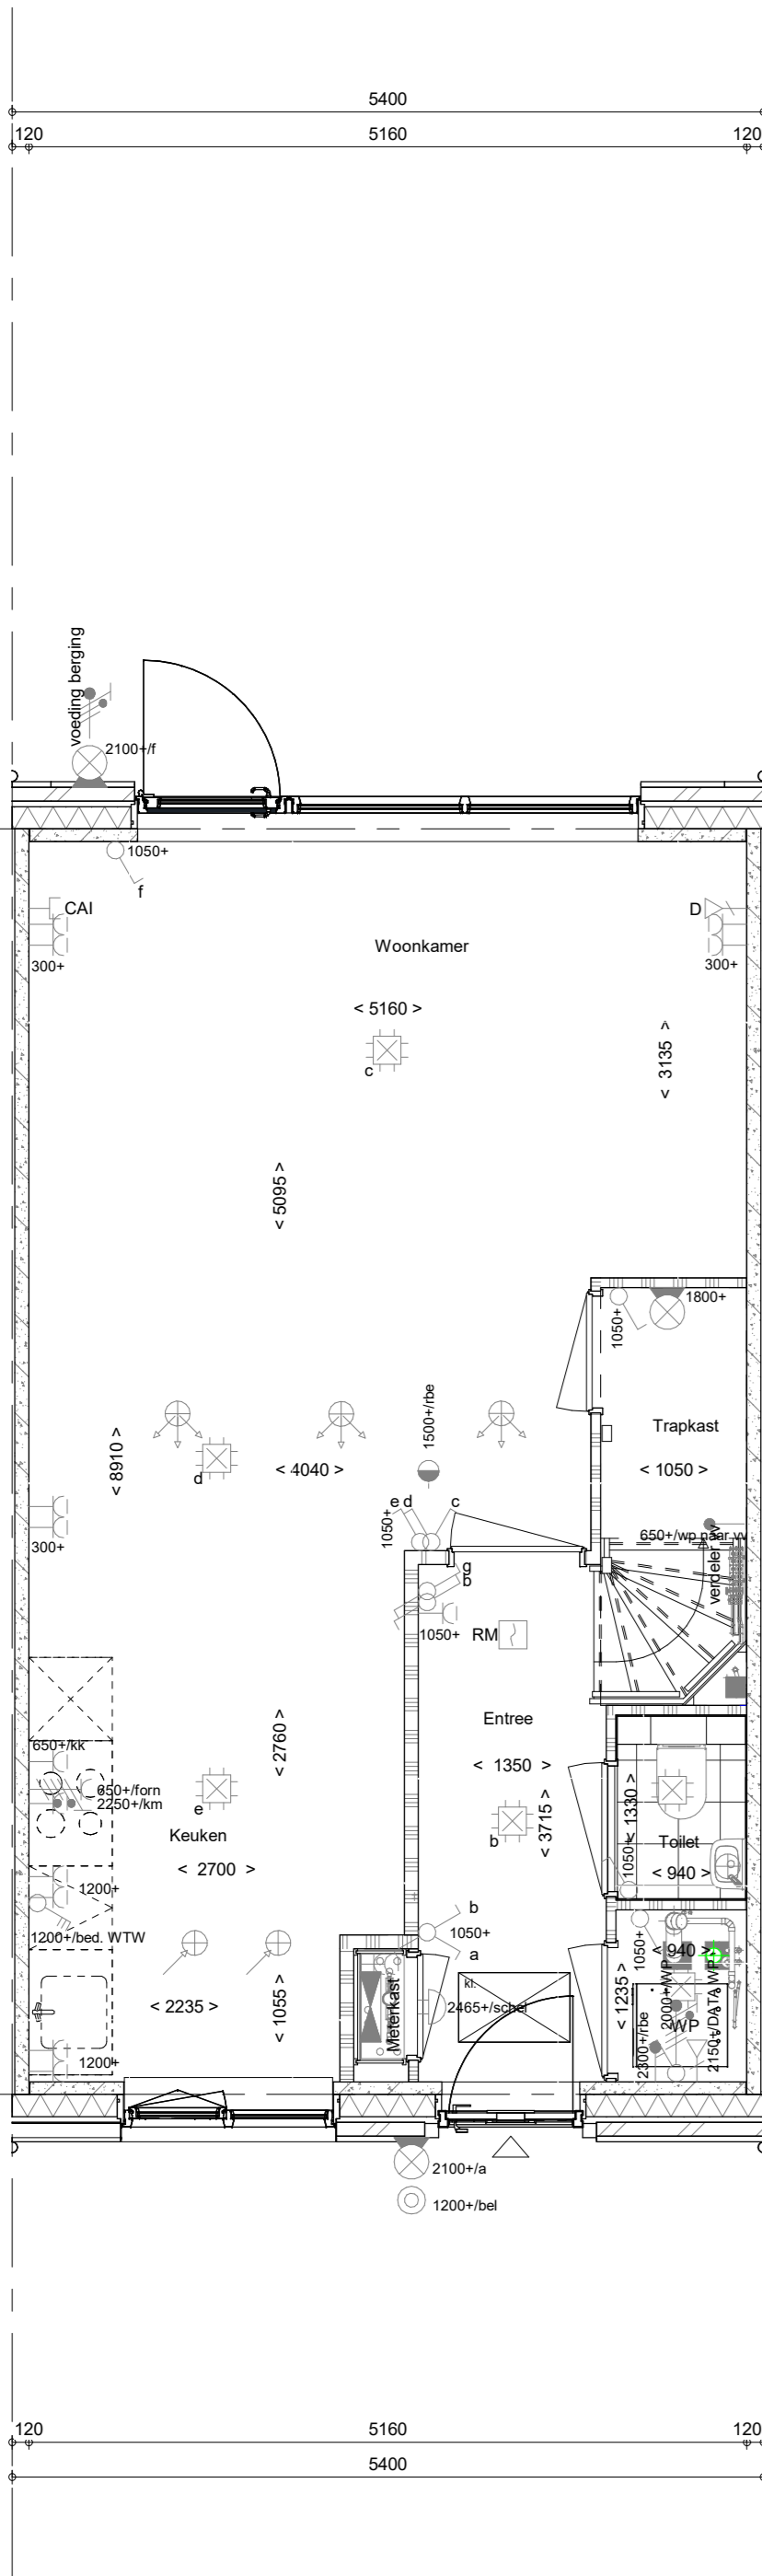 5400
120 5160 120
voeding berging
2100+/f
1050+
f
CAI
D
300+
300+
Woonkamer
< 5160 >
c
< 3135 >
< 5095 >
1050+
1800+
Trapkast
< 1050 >
1500+/rbe
< 8910 >
d
< 4040 >
e d
c
1050+
300+
650+/wp naar vv
verdeler vv
g
b
1050+
RM
Entree
< 1350 >
< 3715 >
b
650+/kk
650+/forn
2250+/km
< 2760 >
e
Keuken
< 2700 >
< 1330 >
Toilet
1050+
< 940 >
1200+
1200+/bed. WTW
b
1050+
a
< 2235 >
< 1055 >
Meterkast
kl.
2465+/schel
1050+
< 940 >
< 1235 >
2000+/WP
WP
2300+/rbe
2150+/DATA WP
1200+
2100+/a
1200+/bel
120 5160 120
5400